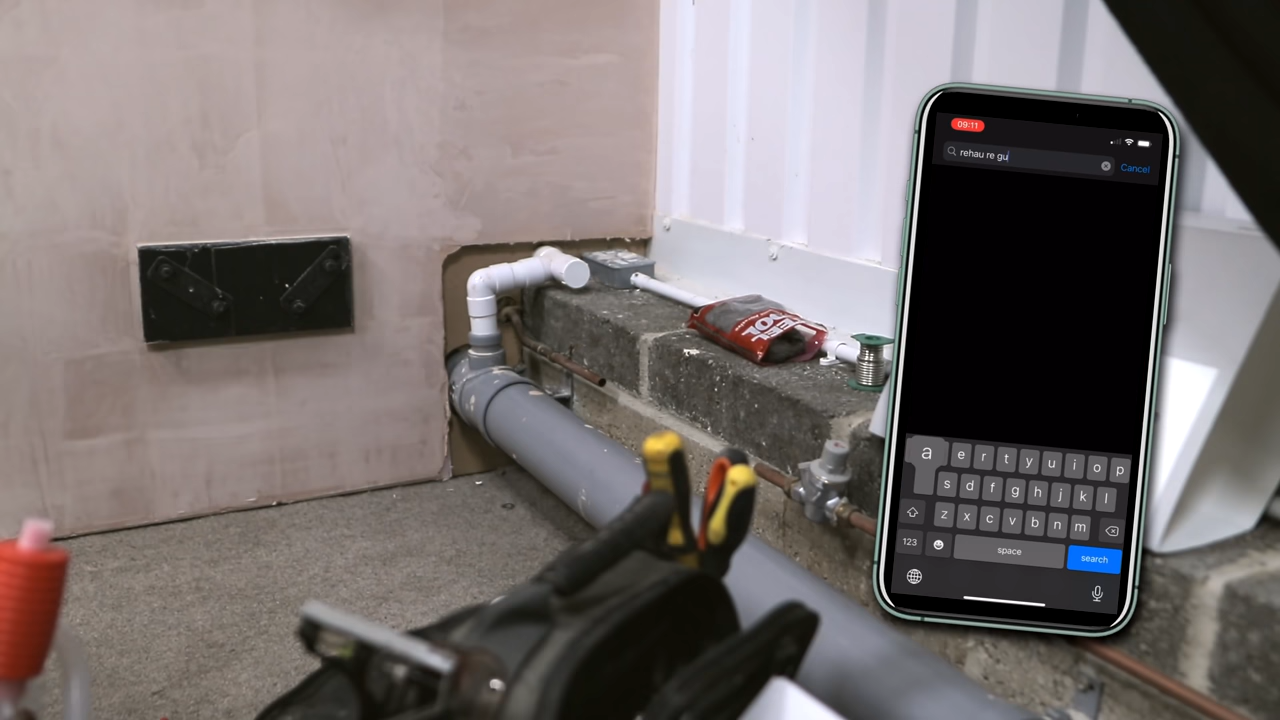 09:11
rehau re gu
Cancel
a e r t y u i o p
s d f g h j k l
z x c v b n m
123 space search